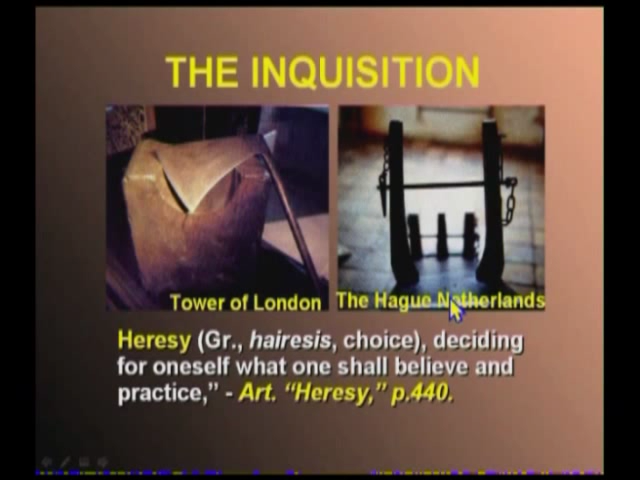 THE INQUISITION
Tower of London
The Hague Netherlands
Heresy (Gr., hairesis, choice), deciding
for oneself what one shall believe and
practice,” - Art. “Heresy,” p.440.